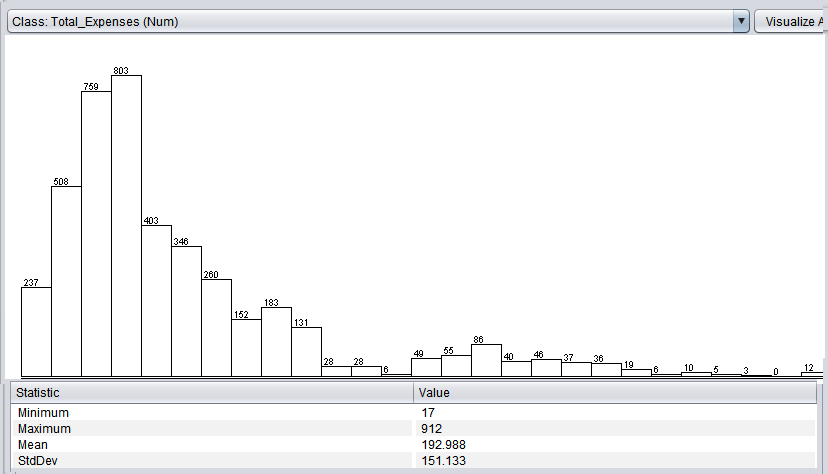 Class: Total_Expenses (Num) Visualize A
803
759
508
403
346
237 260
152 183
131
28 28 6 49 55 86 40 46 37 36 19 6 10 5 3 0 12
Statistic Value
Minimum 17
Maximum 912
Mean 192.988
StdDev 151.133